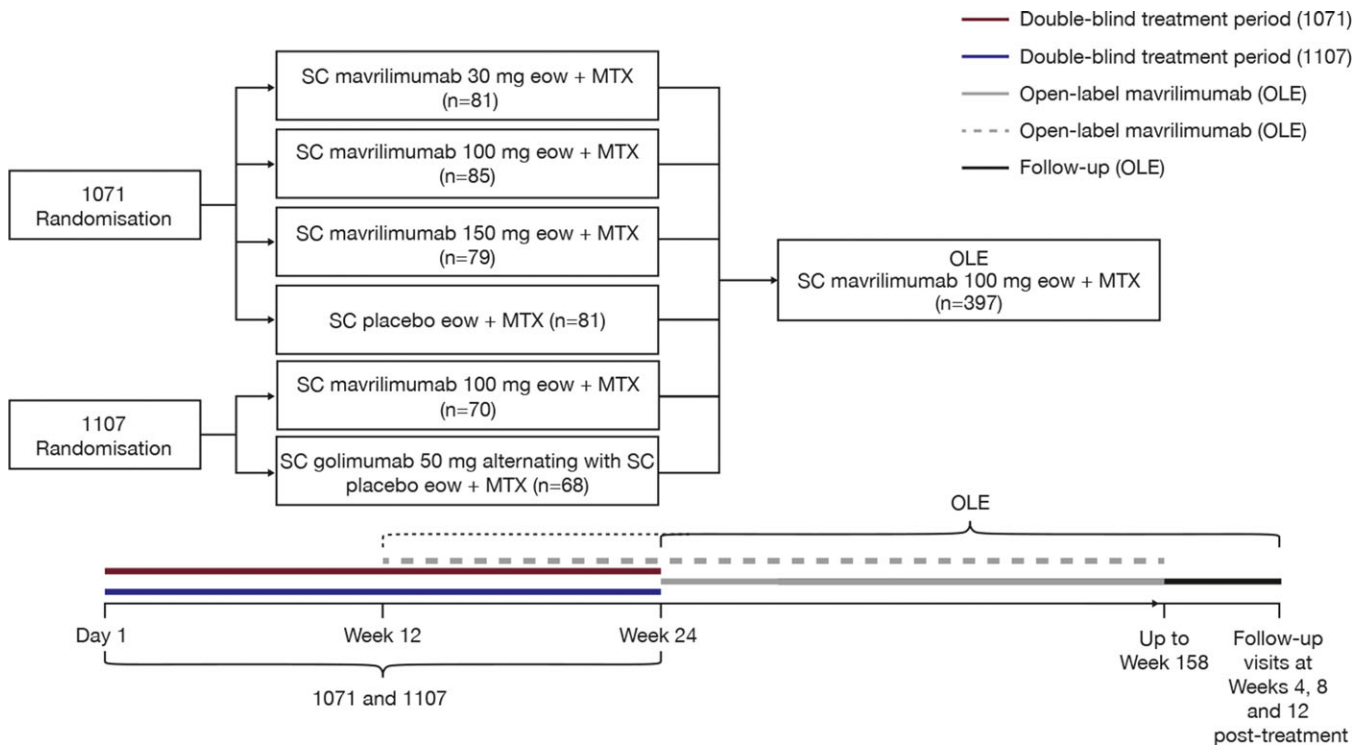 Double-blind treatment period (1071)
Double-blind treatment period (1107)
Open-label mavrilimumab (OLE)
Open-label mavrilimumab (OLE)
Follow-up (OLE)
1071
Randomisation
SC mavrilimumab 30 mg eow + MTX
(n=81)
SC mavrilimumab 100 mg eow + MTX
(n=85)
SC mavrilimumab 150 mg eow + MTX
(n=79)
SC placebo eow + MTX (n=81)
1107
Randomisation
SC mavrilimumab 100 mg eow + MTX
(n=70)
SC golimumab 50 mg alternating with SC
placebo eow + MTX (n=68)
OLE
SC mavrilimumab 100 mg eow + MTX
(n=397)
OLE
Day 1
Week 12
Week 24
Up to
Week 158
Follow-up
visits at
Weeks 4, 8
and 12
post-treatment
1071 and 1107